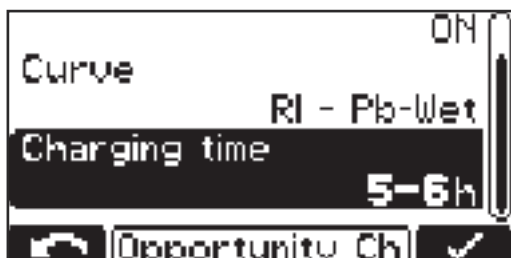 ON
Curve
RI - Pb-Wet
Charging time
5-6h
Opportunity Ch